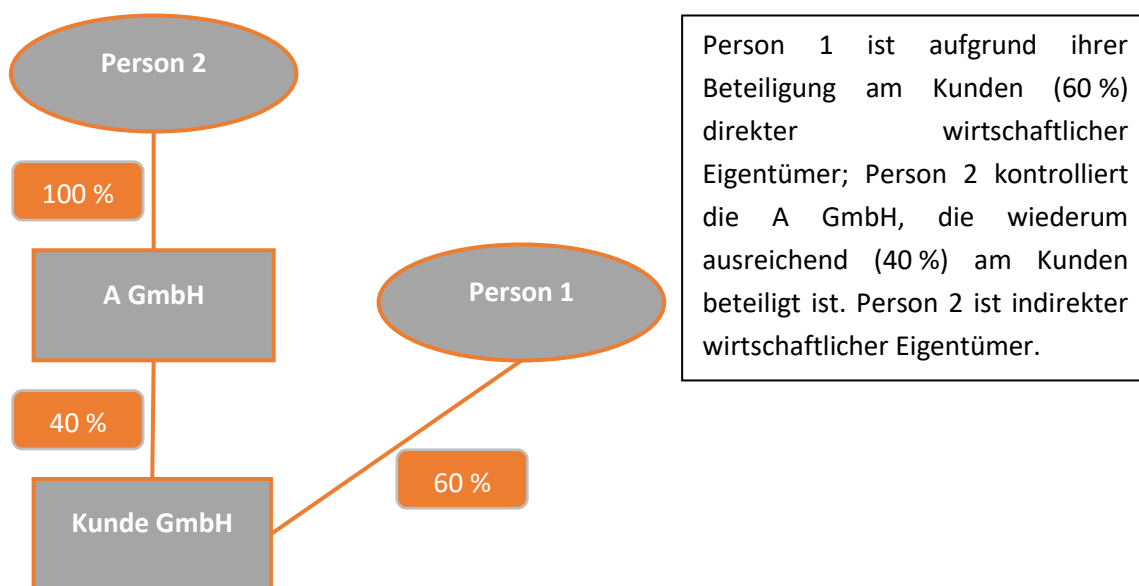 Person 2
100 %
A GmbH
40 %
Kunde GmbH
Person 1
60 %
Person 1 ist aufgrund ihrer
Beteiligung am Kunden (60 %)
direkter wirtschaftlicher
Eigentümer; Person 2 kontrolliert
die A GmbH, die wiederum
ausreichend (40 %) am Kunden
beteiligt ist. Person 2 ist indirekter
wirtschaftlicher Eigentümer.